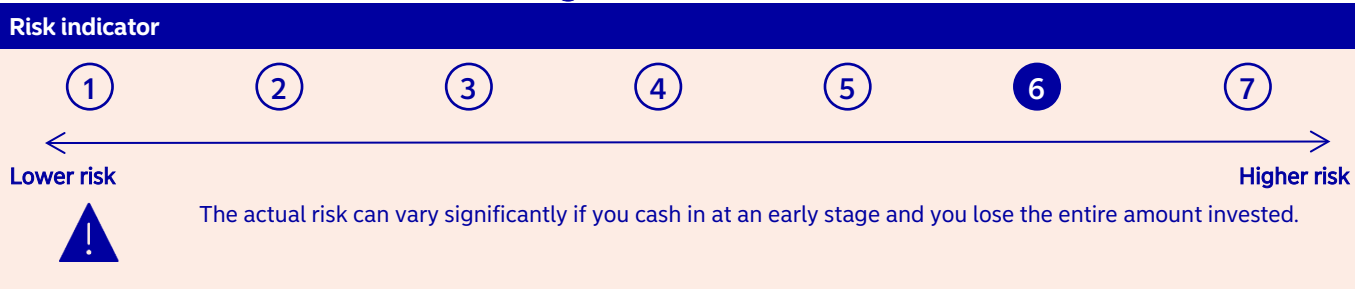 Risk indicator
1 2 3 4 5 6 7
Lower risk Higher risk
The actual risk can vary significantly if you cash in at an early stage and you lose the entire amount invested.